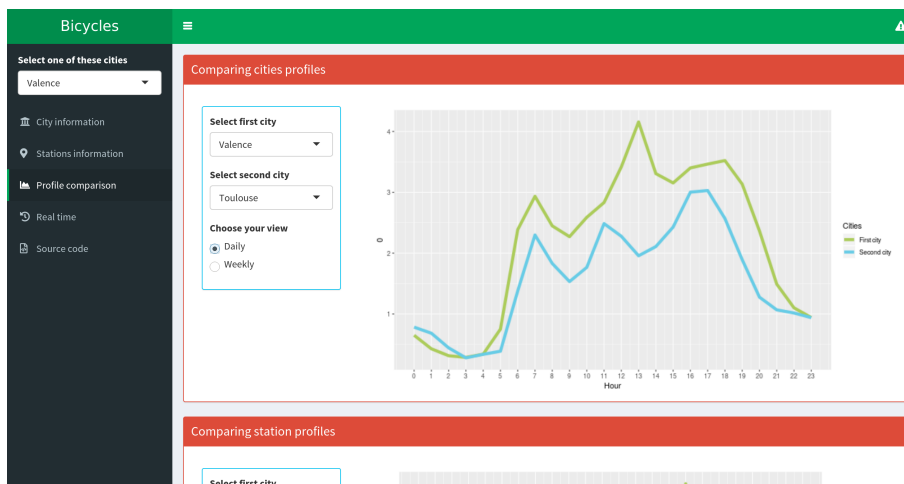 Bicycles
Select one of these cities
Valence
City information
Stations information
Profile comparison
Real time
Source code
Comparing cities profiles
Select first city
Valence
Select second city
Toulouse
Choose your view
Daily
Weekly
4
3
2
1
0
0 1 2 3 4 5 6 7 8 9 10 11 12 13 14 15 16 17 18 19 20 21 22 23
Hour
Cities
First city
Second city
Comparing station profiles
Select first city